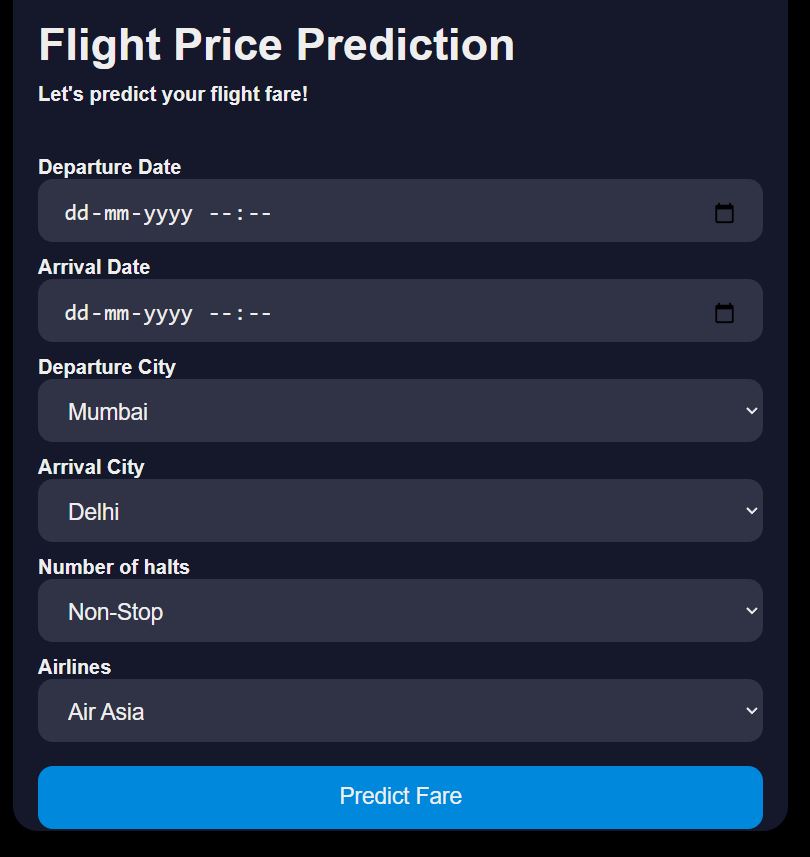 Flight Price Prediction
Let's predict your flight fare!
Departure Date
dd-mm-yyyy --:--
Arrival Date
dd-mm-yyyy --:--
Departure City
Mumbai
Arrival City
Delhi
Number of halts
Non-Stop
Airlines
Air Asia
Predict Fare